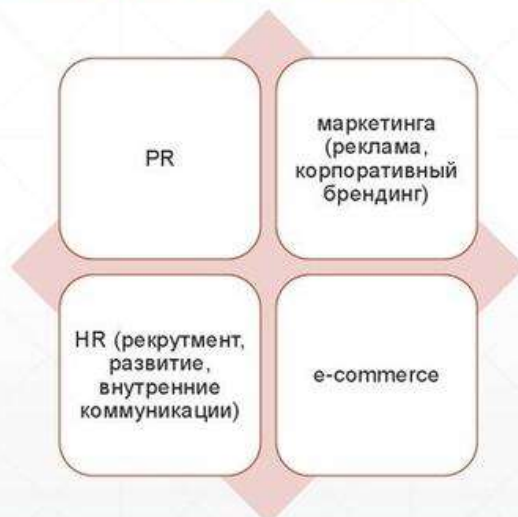 PR
маркетинга
(реклама,
корпоративный
брендинг)
HR (рекрутмент,
развитие,
внутренние
коммуникации)
e-commerce